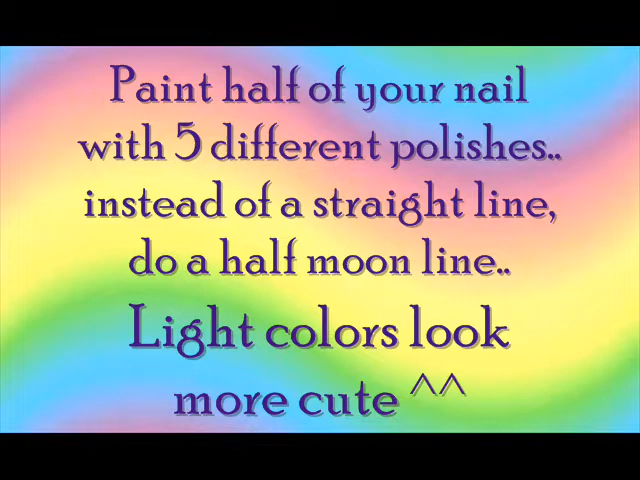 Paint half of your nail
with 5 different polishes..
instead of a straight line,
do a half moon line..
Light colors look
more cute ^^